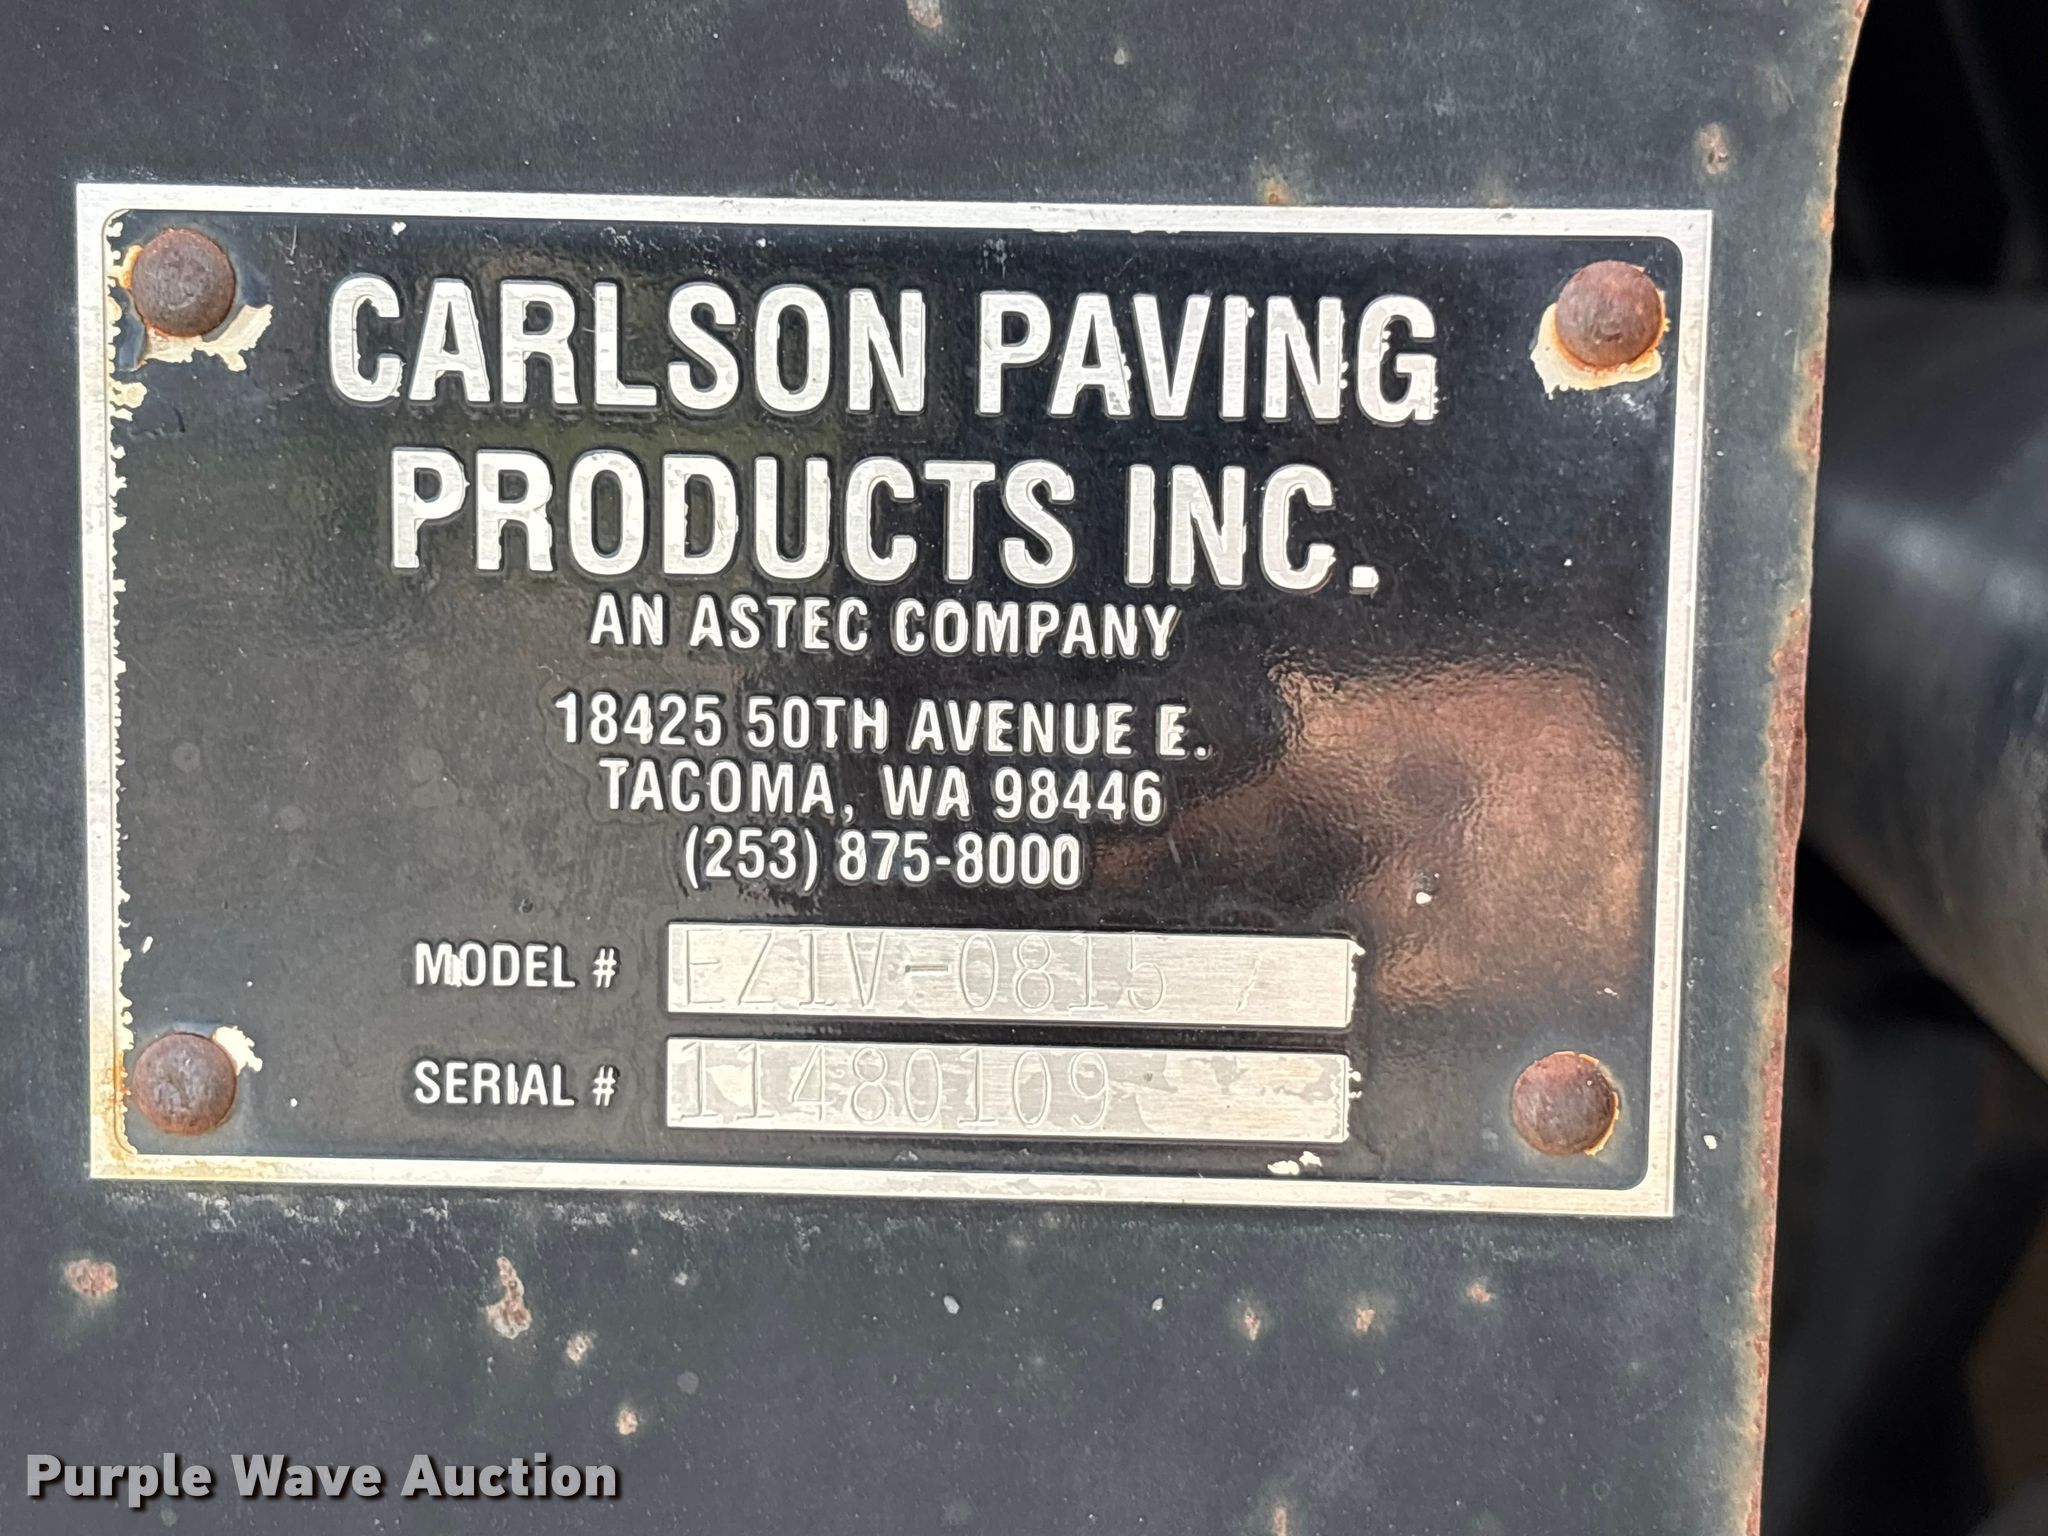 CARLSON PAVING
PRODUCTS INC.
AN ASTEC COMPANY
18425 50TH AVENUE E.
TACOMA, WA 98446
(253) 875-8000
MODEL # EZIV-0815 /
SERIAL # 11480109
Purple Wave Auction